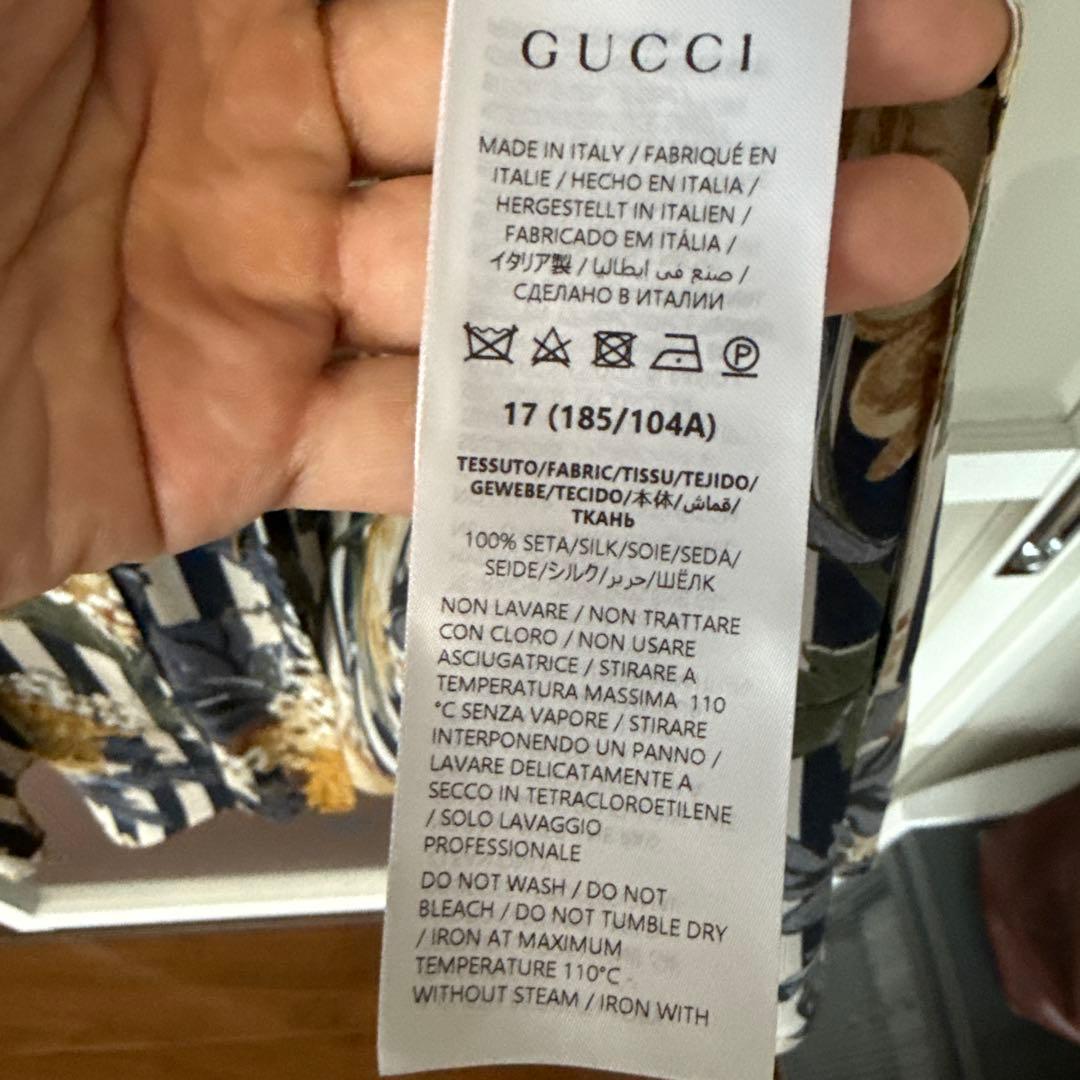 GUCCI
MADE IN ITALY / FABRIQUÉ EN
ITALIE / HECHO EN ITALIA /
HERGESTELLT IN ITALIEN /
FABRICADO EM ITÁLIA /
イタリア製 / صنع في ايطاليا /
СДЕЛАНО В ИТАЛИИ
P
17 (185/104A)
TESSUTO/FABRIC/TISSU/TEJIDO/
GEWEBE/TECIDO/本体/قماش/
ТКАНЬ
100% SETA/SILK/SOIE/SEDA/
SEIDE/シルク/حرير/ШЁЛК
NON LAVARE / NON TRATTARE
CON CLORO / NON USARE
ASCIUGATRICE / STIRARE A
TEMPERATURA MASSIMA 110
°C SENZA VAPORE / STIRARE
INTERPONENDO UN PANNO /
LAVARE DELICATAMENTE A
SECCO IN TETRACLOROETILENE
/ SOLO LAVAGGIO
PROFESSIONALE
DO NOT WASH / DO NOT
BLEACH / DO NOT TUMBLE DRY
/ IRON AT MAXIMUM
TEMPERATURE 110°C
WITHOUT STEAM / IRON WITH